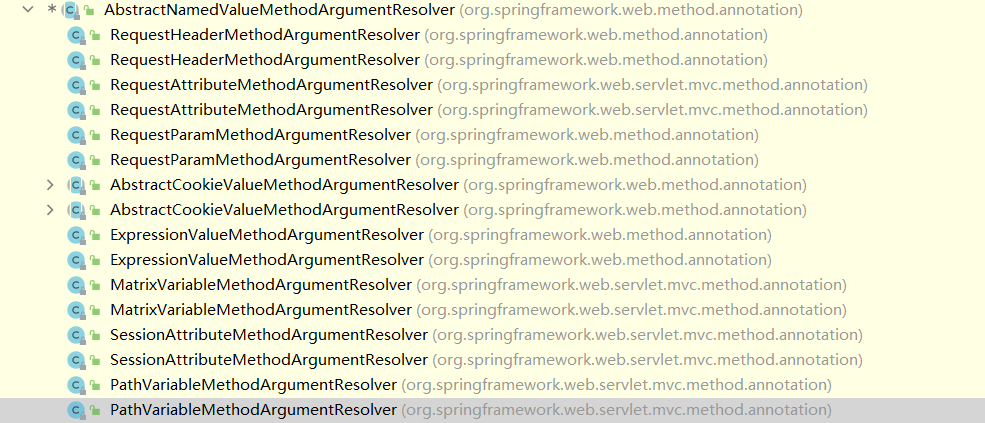 AbstractNamedValueMethodArgumentResolver (org.springframework.web.method.annotation)
RequestHeaderMethodArgumentResolver (org.springframework.web.method.annotation)
RequestHeaderMethodArgumentResolver (org.springframework.web.method.annotation)
RequestAttributeMethodArgumentResolver (org.springframework.web.servlet.mvc.method.annotation)
RequestAttributeMethodArgumentResolver (org.springframework.web.servlet.mvc.method.annotation)
RequestParamMethodArgumentResolver (org.springframework.web.method.annotation)
RequestParamMethodArgumentResolver (org.springframework.web.method.annotation)
AbstractCookieValueMethodArgumentResolver (org.springframework.web.method.annotation)
AbstractCookieValueMethodArgumentResolver (org.springframework.web.method.annotation)
ExpressionValueMethodArgumentResolver (org.springframework.web.method.annotation)
ExpressionValueMethodArgumentResolver (org.springframework.web.method.annotation)
MatrixVariableMethodArgumentResolver (org.springframework.web.servlet.mvc.method.annotation)
MatrixVariableMethodArgumentResolver (org.springframework.web.servlet.mvc.method.annotation)
SessionAttributeMethodArgumentResolver (org.springframework.web.servlet.mvc.method.annotation)
SessionAttributeMethodArgumentResolver (org.springframework.web.servlet.mvc.method.annotation)
PathVariableMethodArgumentResolver (org.springframework.web.servlet.mvc.method.annotation)
PathVariableMethodArgumentResolver (org.springframework.web.servlet.mvc.method.annotation)